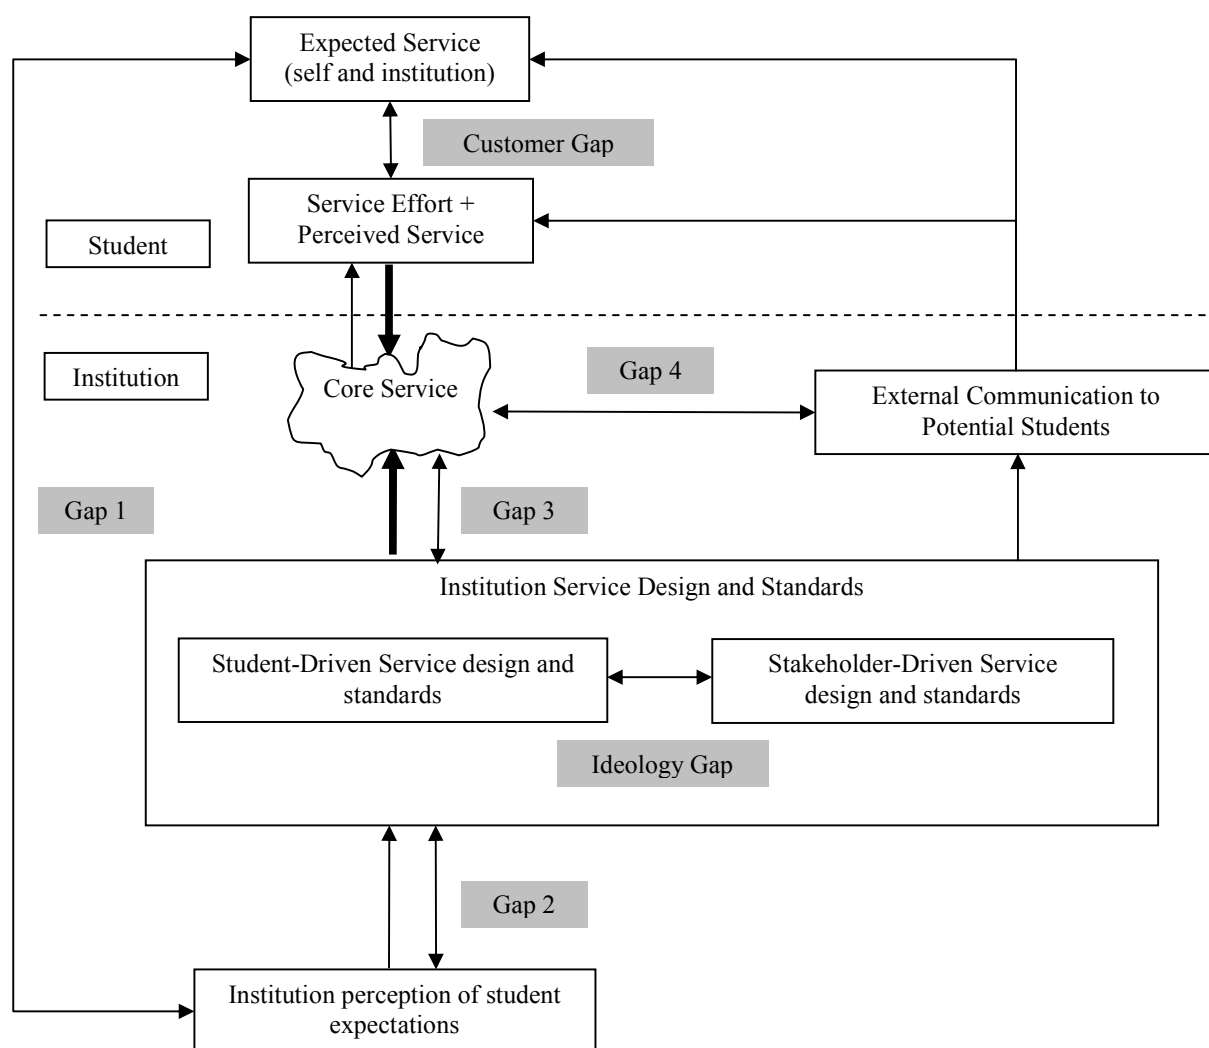 Expected Service
(self and institution)
Customer Gap
Service Effort +
Perceived Service
Student
Institution
Core Service
Gap 4
External Communication to
Potential Students
Gap 1
Gap 3
Institution Service Design and Standards
Student-Driven Service design and
standards
Stakeholder-Driven Service
design and standards
Ideology Gap
Gap 2
Institution perception of student
expectations